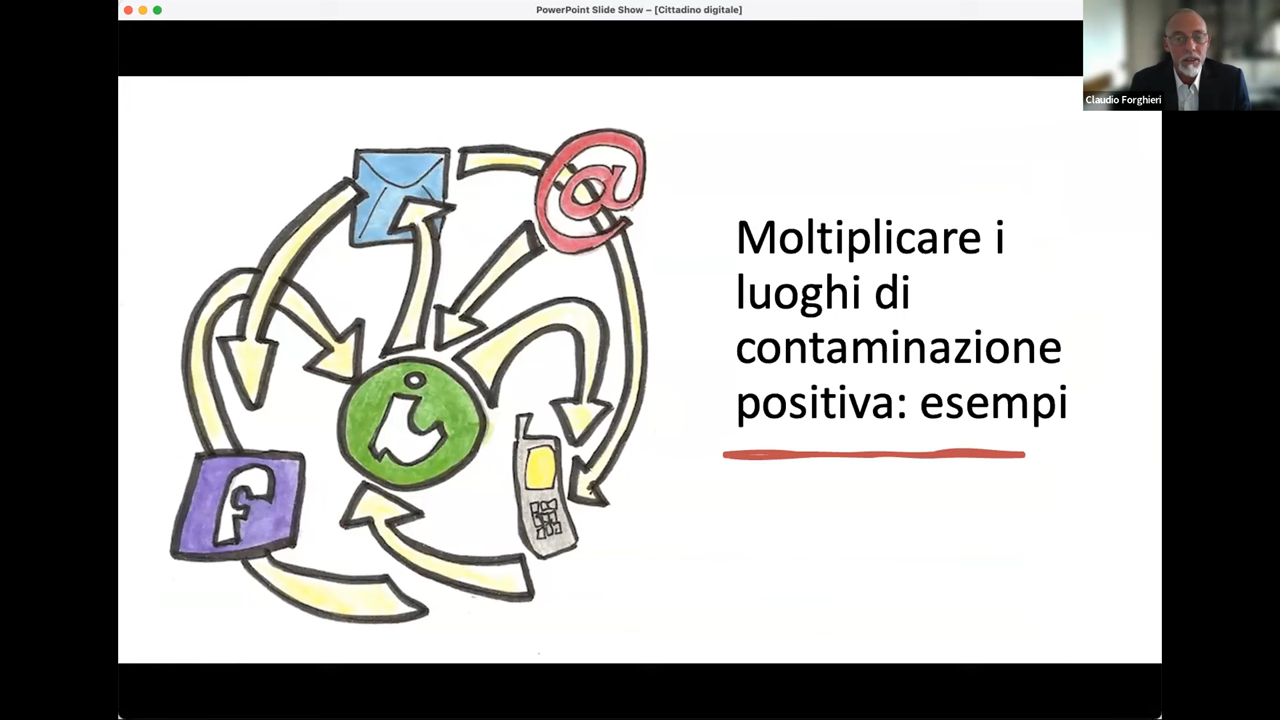 PowerPoint Slide Show – [Cittadino digitale]
Claudio Forghieri
@
Moltiplicare i
luoghi di
contaminazione
positiva: esempi
i
f